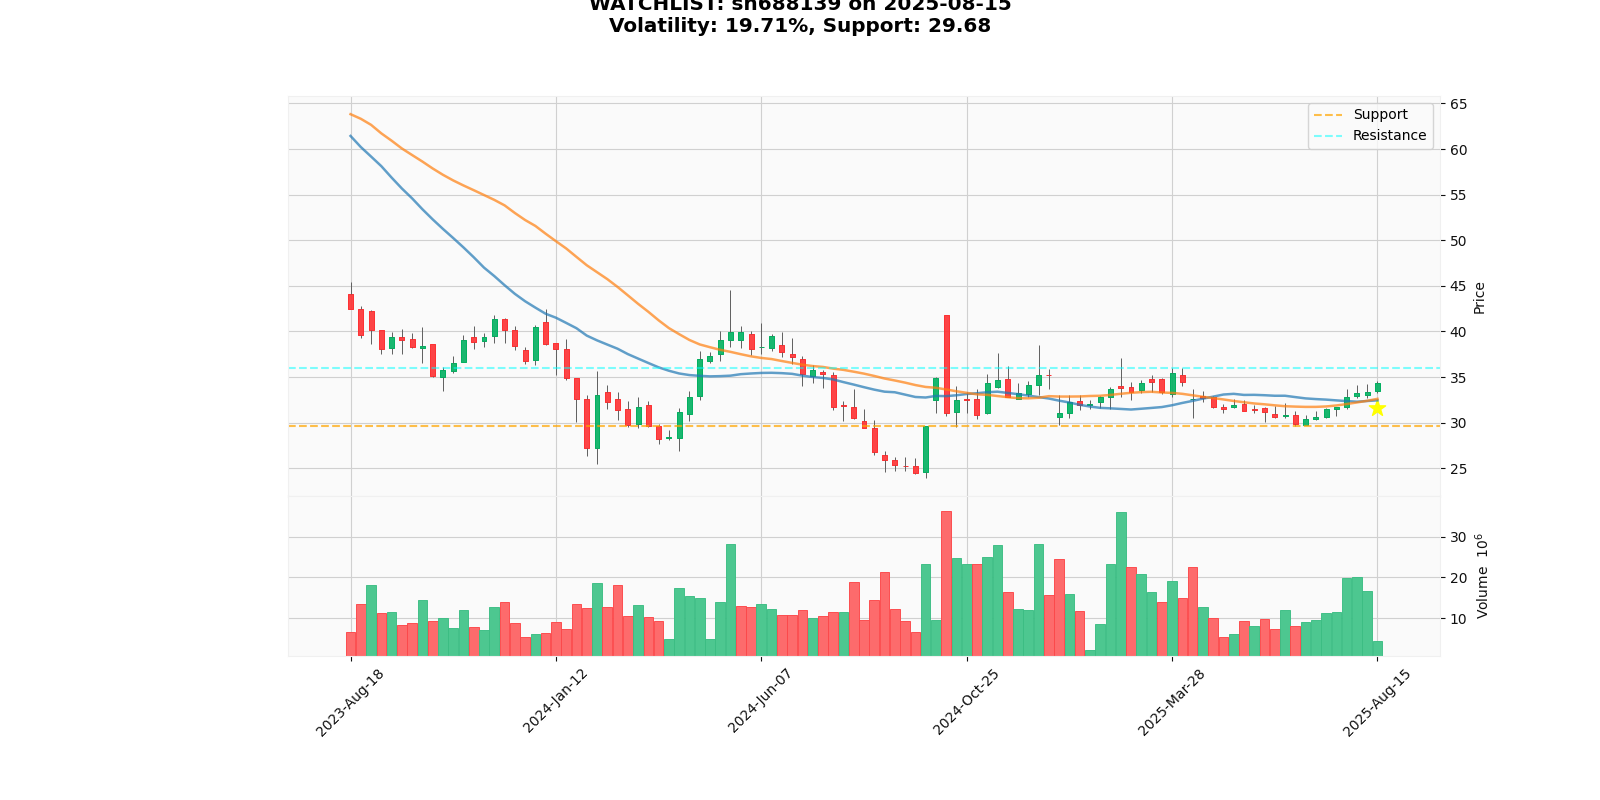 WATCHLIST: sh688139 on 2025-08-15
Volatility: 19.71%, Support: 29.68
Support
Resistance
65
60
55
50
45
40
35
30
25
Price
30
20
10
Volume 10^6
2023-Aug-18
2024-Jan-12
2024-Jun-07
2024-Oct-25
2025-Mar-28
2025-Aug-15